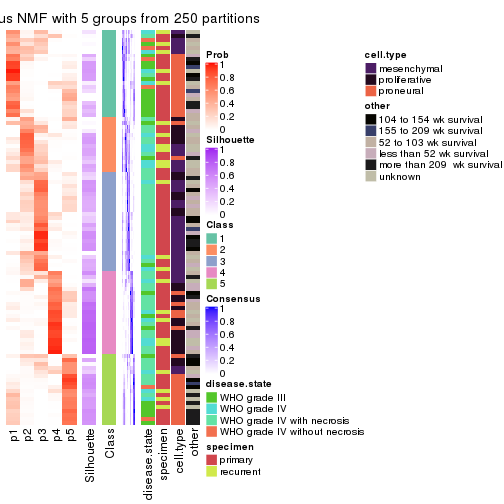 us NMF with 5 groups from 250 partitions
Prob
1
0.8
0.6
0.4
0.2
0
Silhouette
1
0.8
0.6
0.4
0.2
0
Class
1
2
3
4
5
Consensus
1
0.8
0.6
0.4
0.2
0
disease.state
WHO grade III
WHO grade IV
WHO grade IV with necrosis
WHO grade IV without necrosis
specimen
primary
recurrent
cell.type
mesenchymal
proliferative
proneural
other
104 to 154 wk survival
155 to 209 wk survival
52 to 103 wk survival
less than 52 wk survival
more than 209  wk survival
unknown
p1
p2
p3
p4
p5
Silhouette
Class
disease.state
specimen
cell.type
other